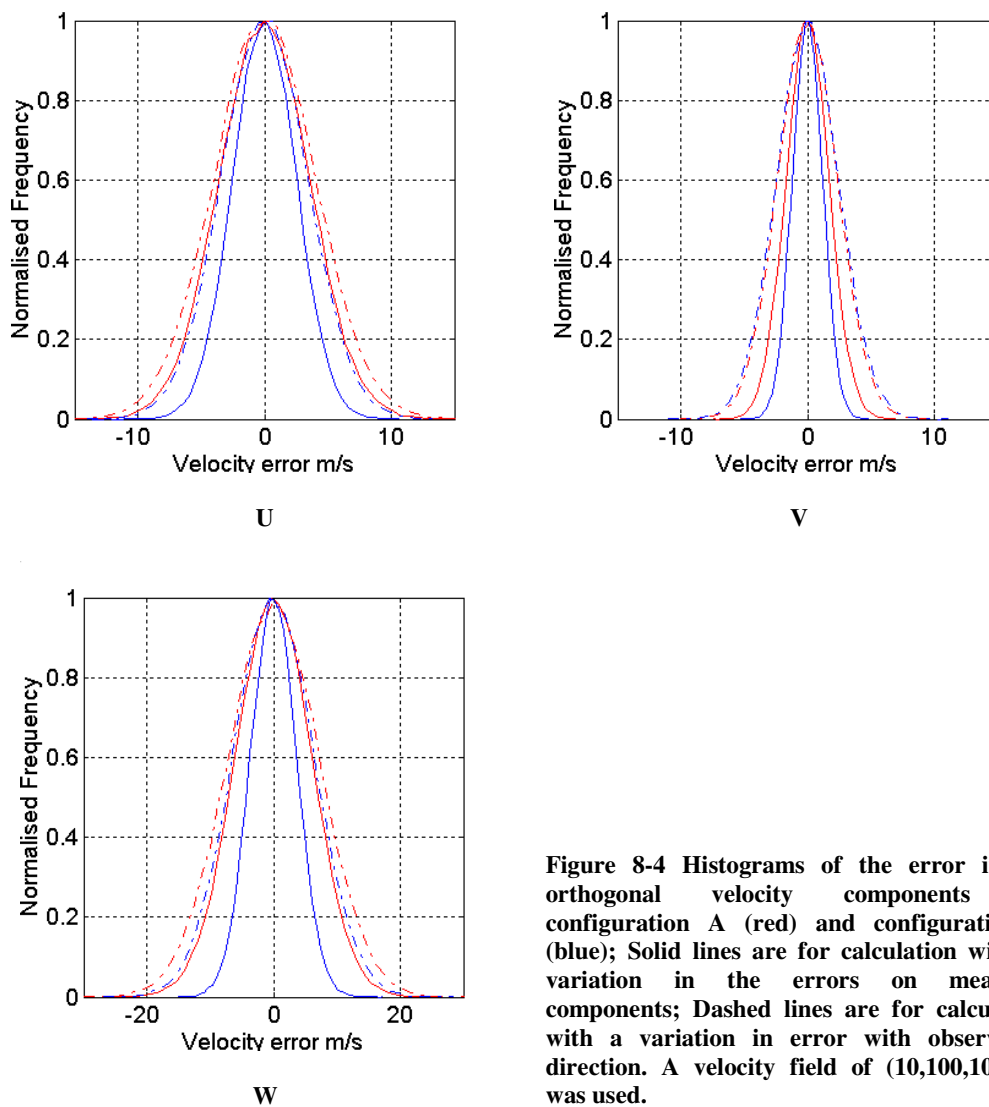 1
0.8
0.6
0.4
0.2
0
Normalised Frequency
-10 0 10
Velocity error m/s
U
1
0.8
0.6
0.4
0.2
0
Normalised Frequency
-10 0 10
Velocity error m/s
V
1
0.8
0.6
0.4
0.2
0
Normalised Frequency
-20 0 20
Velocity error m/s
W
Figure 8-4 Histograms of the error i
orthogonal velocity components
configuration A (red) and configurati
(blue); Solid lines are for calculation wi
variation in the errors on mea
components; Dashed lines are for calcu
with a variation in error with observ
direction. A velocity field of (10,100,10
was used.